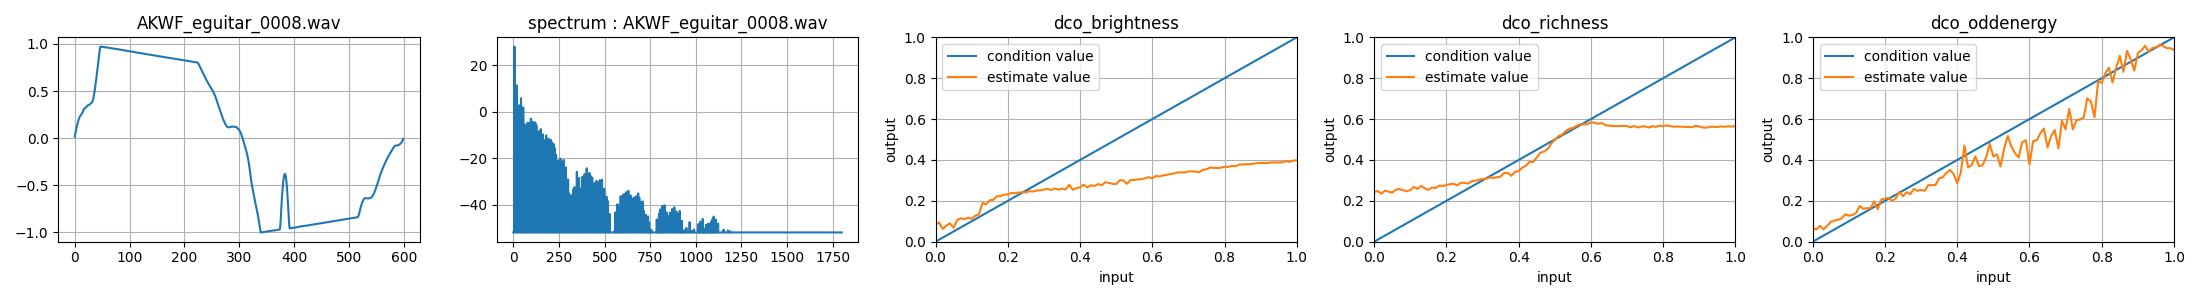 AKWF_eguitar_0008.wav
1.0
0.5
0.0
−0.5
−1.0
0 100 200 300 400 500 600
spectrum : AKWF_eguitar_0008.wav
20
0
−20
−40
0 250 500 750 1000 1250 1500 1750
dco_brightness
condition value
estimate value
output
1.0
0.8
0.6
0.4
0.2
0.0
0.0 0.2 0.4 0.6 0.8 1.0
input
dco_richness
condition value
estimate value
output
1.0
0.8
0.6
0.4
0.2
0.0
0.0 0.2 0.4 0.6 0.8 1.0
input
dco_oddenergy
condition value
estimate value
output
1.0
0.8
0.6
0.4
0.2
0.0
0.0 0.2 0.4 0.6 0.8 1.0
input